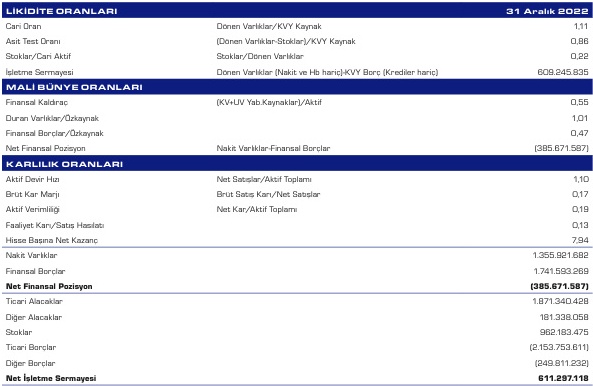 LİKİDİTE ORANLARI 31 Aralık 2022
Cari Oran Dönen Varlıklar/KVY Kaynak 1,11
Asit Test Oranı (Dönen Varlıklar-Stoklar)/KVY Kaynak 0,86
Stoklar/Cari Aktif Stoklar/Dönen Varlıklar 0,22
İşletme Sermayesi Dönen Varlıklar (Nakit ve Hb hariç)-KVY Borç (Krediler hariç) 609.245.835
MALİ BÜNYE ORANLARI
Finansal Kaldıraç (KV+UV Yab.Kaynaklar)/Aktif 0,55
Duran Varlıklar/Özkaynak 1,01
Finansal Borçlar/Özkaynak 0,47
Net Finansal Pozisyon Nakit Varlıklar-Finansal Borçlar (385.671.587)
KARLILIK ORANLARI
Aktif Devir Hızı Net Satışlar/Aktif Toplamı 1,10
Brüt Kar Marjı Brüt Satış Karı/Net Satışlar 0,17
Aktif Verimliliği Net Kar/Aktif Toplamı 0,19
Faaliyet Karı/Satış Hasılatı 0,13
Hisse Başına Net Kazanç 7,94
Nakit Varlıklar 1.355.921.682
Finansal Borçlar 1.741.593.269
Net Finansal Pozisyon (385.671.587)
Ticari Alacaklar 1.871.340.428
Diğer Alacaklar 181.338.058
Stoklar 962.183.475
Ticari Borçlar (2.153.753.611)
Diğer Borçlar (249.811.232)
Net İşletme Sermayesi 611.297.118